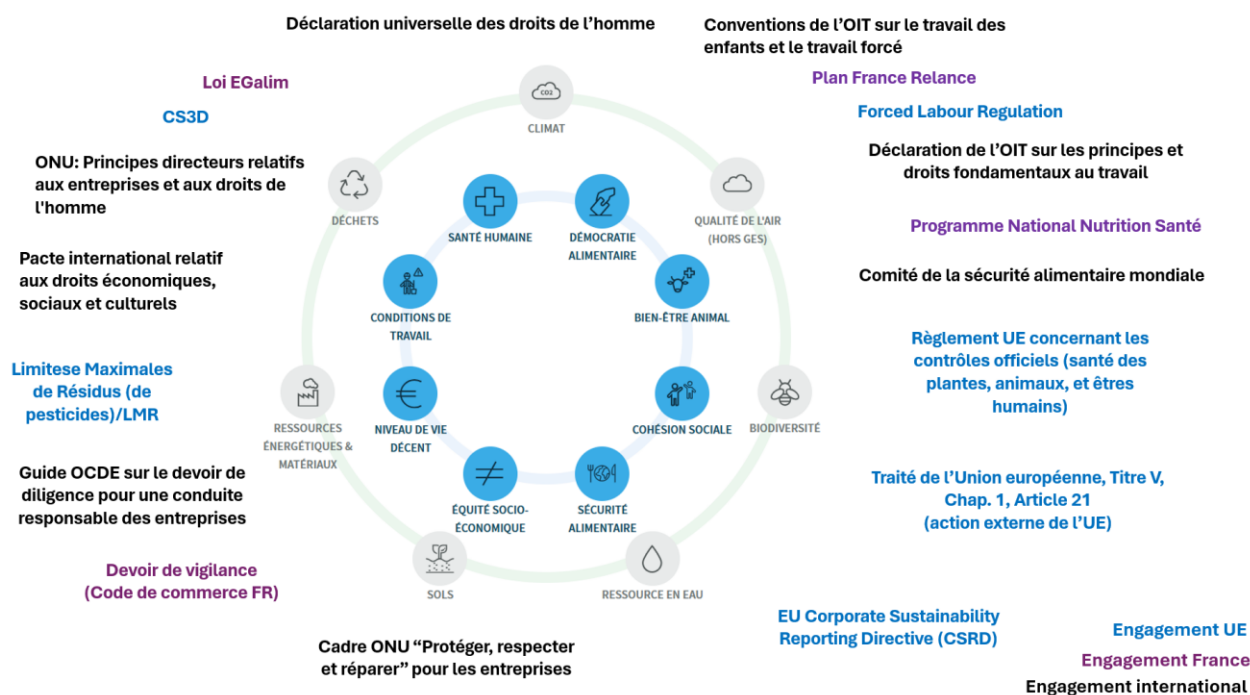 Déclaration universelle des droits de l’homme
Conventions de l’OIT sur le travail des
enfants et le travail forcé
Loi EGalim
Plan France Relance
CS3D
Forced Labour Regulation
CO2
CLIMAT
ONU: Principes directeurs relatifs
aux entreprises et aux droits de
l'homme
Déclaration de l’OIT sur les principes et
droits fondamentaux au travail
DÉCHETS
QUALITÉ DE L'AIR
(HORS GES)
SANTÉ HUMAINE
DÉMOCRATIE
ALIMENTAIRE
Programme National Nutrition Santé
Pacte international relatif
aux droits économiques,
sociaux et culturels
Comité de la sécurité alimentaire mondiale
CONDITIONS DE
TRAVAIL
BIEN-ÊTRE ANIMAL
Limitese Maximales
de Résidus (de
pesticides)/LMR
Règlement UE concernant les
contrôles officiels (santé des
plantes, animaux, et êtres
humains)
RESSOURCES
ÉNERGÉTIQUES &
MATÉRIAUX
NIVEAU DE VIE
DÉCENT
COHÉSION SOCIALE
BIODIVERSITÉ
Guide OCDE sur le devoir de
diligence pour une conduite
responsable des entreprises
ÉQUITÉ SOCIO-
ÉCONOMIQUE
SÉCURITÉ
ALIMENTAIRE
Traité de l’Union européenne, Titre V,
Chap. 1, Article 21
(action externe de l’UE)
Devoir de vigilance
(Code de commerce FR)
SOLS
RESSOURCE EN EAU
Cadre ONU “Protéger, respecter
et réparer” pour les entreprises
EU Corporate Sustainability
Reporting Directive (CSRD)
Engagement UE
Engagement France
Engagement international